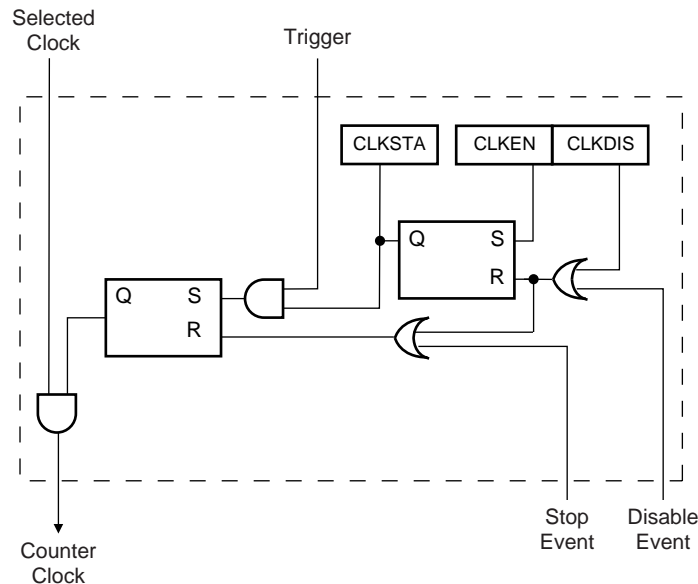 Selected
Clock
Trigger
CLKSTA
CLKEN
CLKDIS
Q
S
R
Q
S
R
Stop
Event
Disable
Event
Counter
Clock